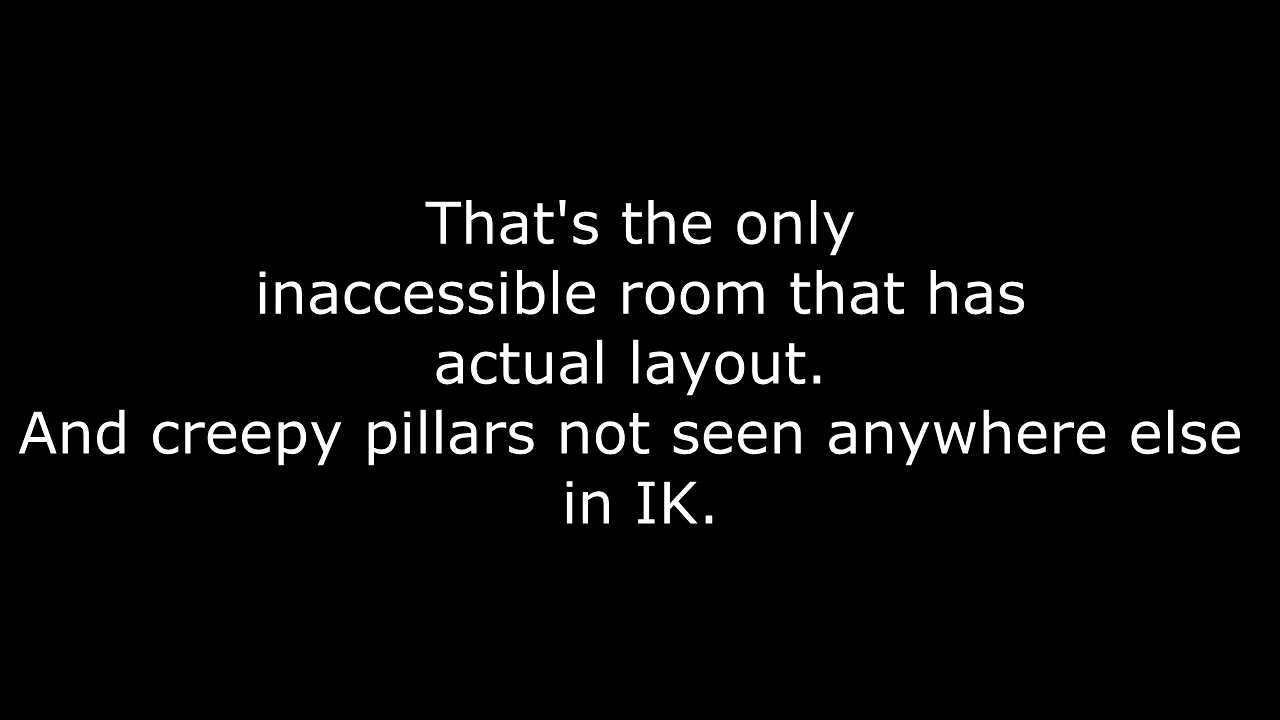 That's the only
inaccessible room that has
actual layout.
And creepy pillars not seen anywhere else
in IK.